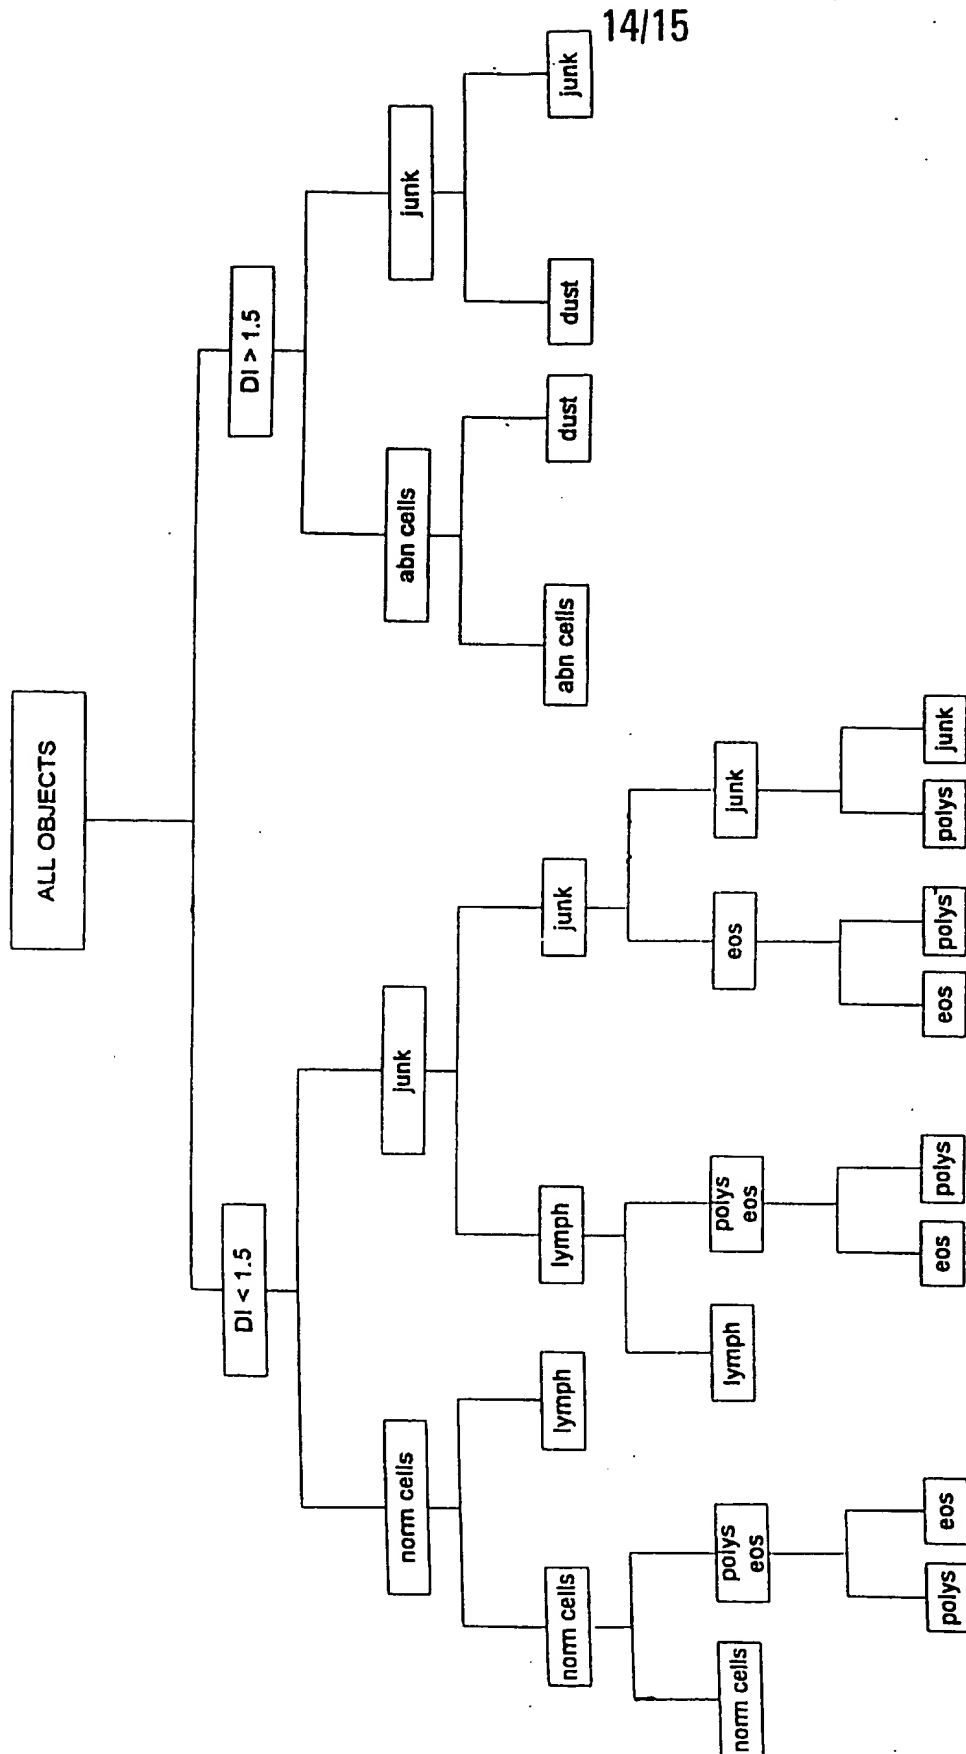 14/15
ALL OBJECTS
DI < 1.5
DI > 1.5
norm cells
junk
abn cells
junk
norm cells
lymph
lymph
junk
abn cells
dust
dust
junk
norm cells
polys
eos
lymph
polys
eos
eos
junk
polys
eos
eos
polys
eos
polys
polys
junk